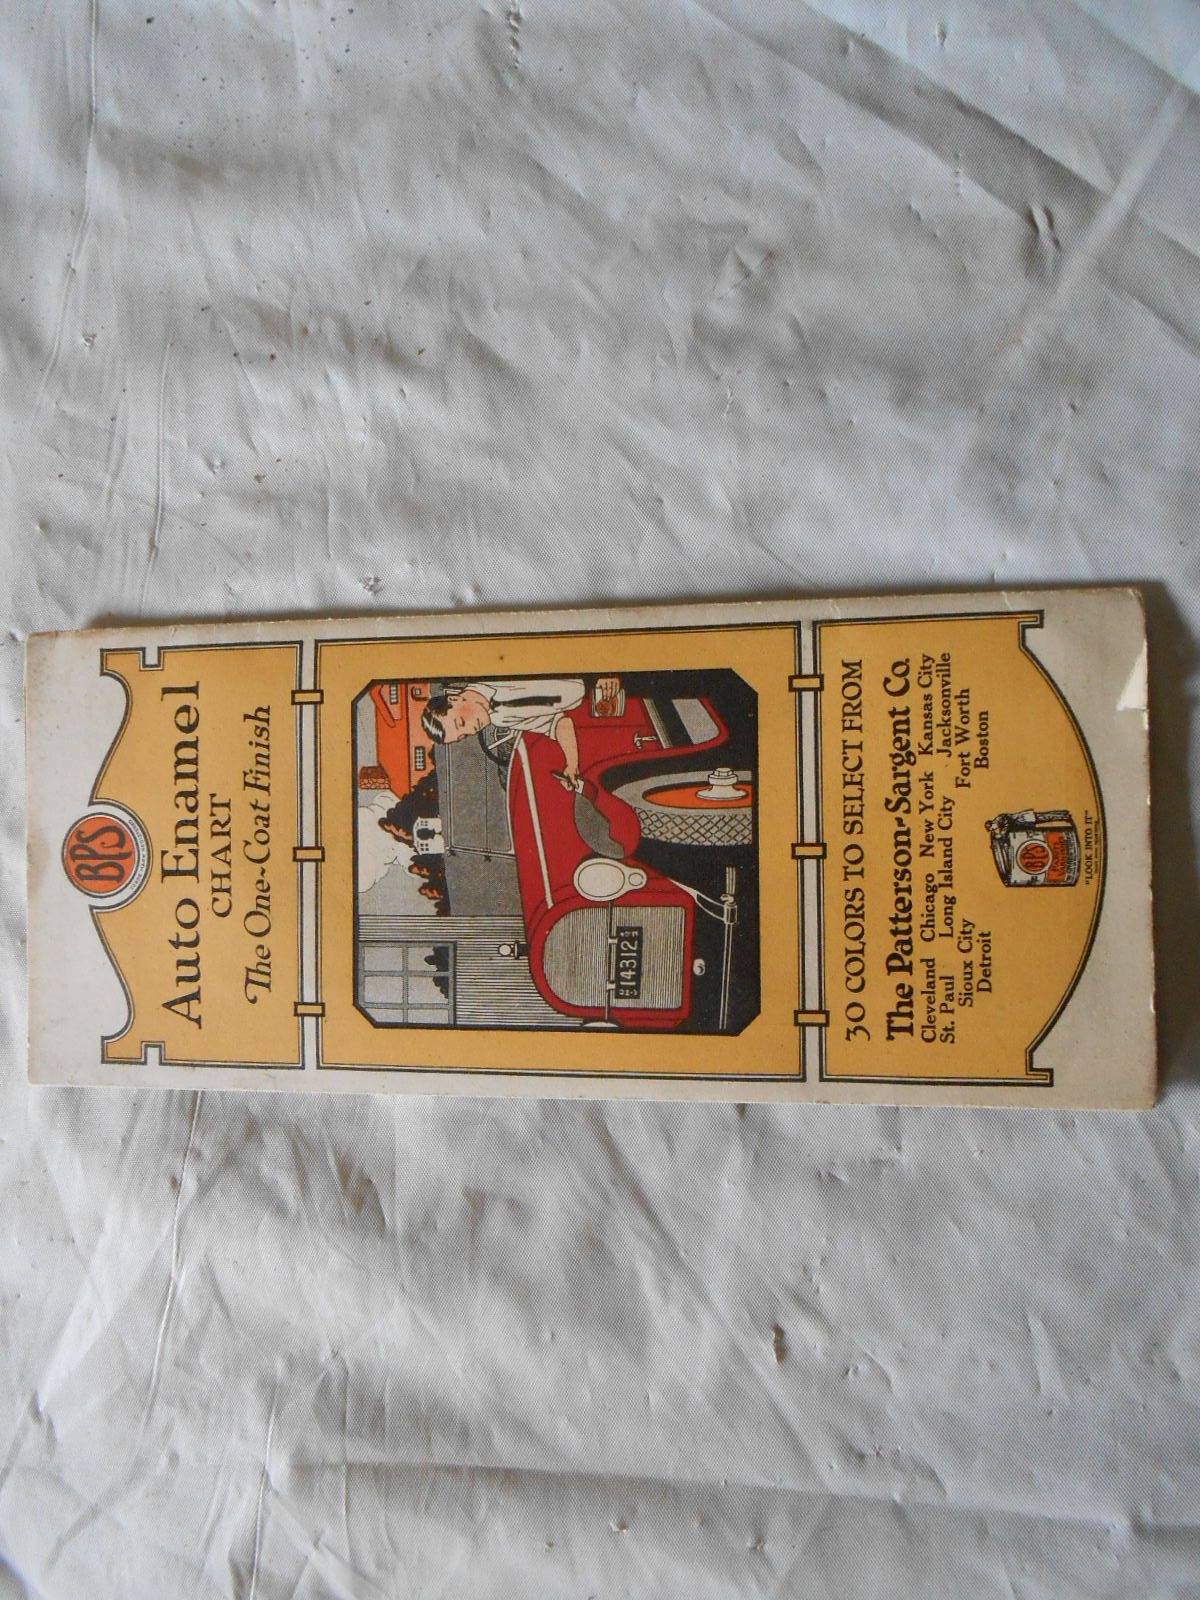 BPS
Auto Enamel
CHART
The One-Coat Finish
14312
30 COLORS TO SELECT FROM
The Patterson-Sargent Co.
Cleveland Chicago New York Kansas City
St. Paul Long Island City Jacksonville
Sioux City Fort Worth
Detroit Boston
BPS
"LOOK INTO IT"